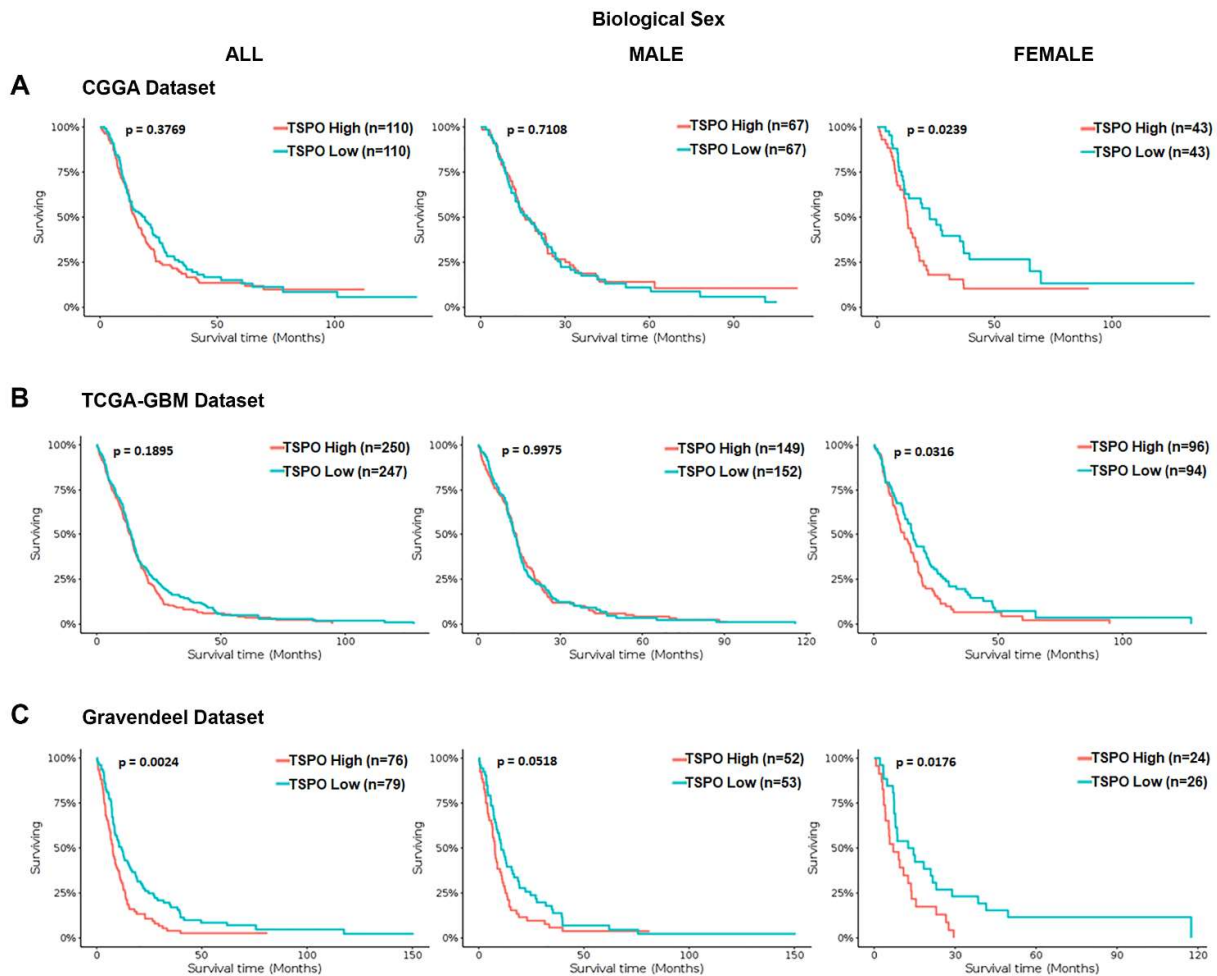 Biological Sex
ALL MALE FEMALE
A CGGA Dataset
100% p = 0.3769 TSPO High (n=110)
TSPO Low (n=110)
75%
50%
25%
0%
Surviving
0 50 100
Survival time (Months)
100% p = 0.7108 TSPO High (n=67)
TSPO Low (n=67)
75%
50%
25%
0%
Surviving
0 30 60 90
Survival time (Months)
100% p = 0.0239 TSPO High (n=43)
TSPO Low (n=43)
75%
50%
25%
0%
Surviving
0 50 100
Survival time (Months)
B TCGA-GBM Dataset
100% p = 0.1895 TSPO High (n=250)
TSPO Low (n=247)
75%
50%
25%
0%
Surviving
0 50 100
Survival time (Months)
100% p = 0.9975 TSPO High (n=149)
TSPO Low (n=152)
75%
50%
25%
0%
Surviving
0 30 60 90 120
Survival time (Months)
100% p = 0.0316 TSPO High (n=96)
TSPO Low (n=94)
75%
50%
25%
0%
Surviving
0 50 100
Survival time (Months)
C Gravendeel Dataset
100% p = 0.0024 TSPO High (n=76)
TSPO Low (n=79)
75%
50%
25%
0%
Surviving
0 50 100 150
Survival time (Months)
100% p = 0.0518 TSPO High (n=52)
TSPO Low (n=53)
75%
50%
25%
0%
Surviving
0 50 100 150
Survival time (Months)
100% p = 0.0176 TSPO High (n=24)
TSPO Low (n=26)
75%
50%
25%
0%
Surviving
0 30 60 90 120
Survival time (Months)